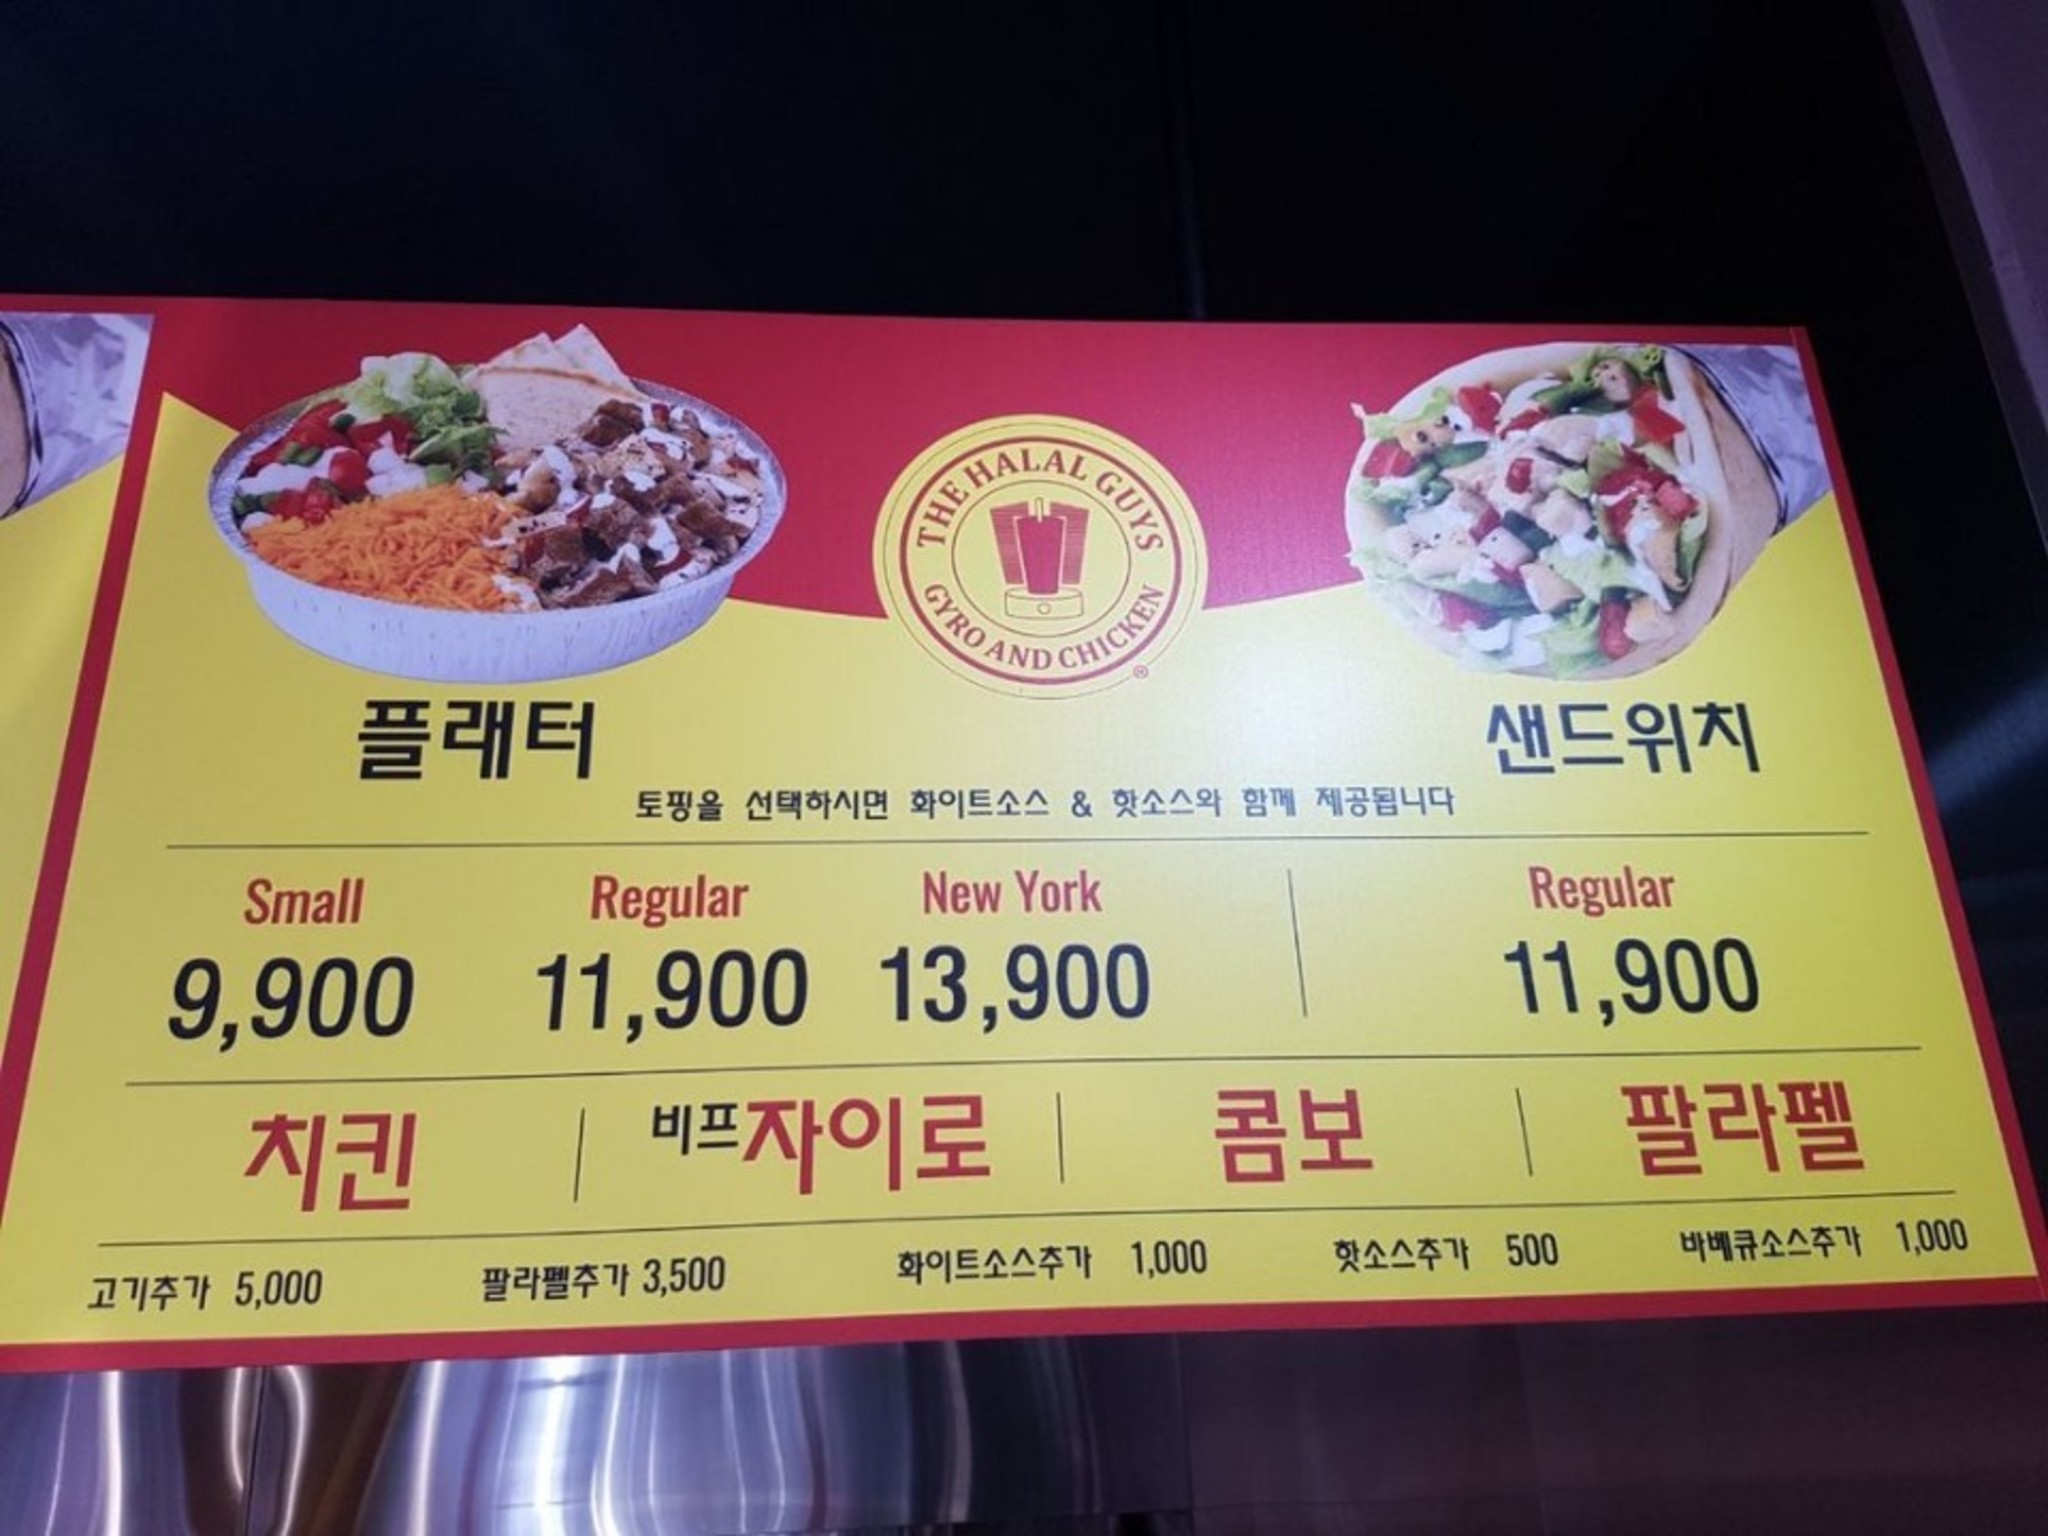 THE HALAL GUYS
GYRO AND CHICKEN
®
플래터
샌드위치
토핑을 선택하시면 화이트소스 & 핫소스와 함께 제공됩니다
Small Regular New York Regular
9,900 11,900 13,900 11,900
치킨 비프자이로 콤보 팔라펠
고기추가 5,000 팔라펠추가 3,500 화이트소스추가 1,000 핫소스추가 500 바베큐소스추가 1,000